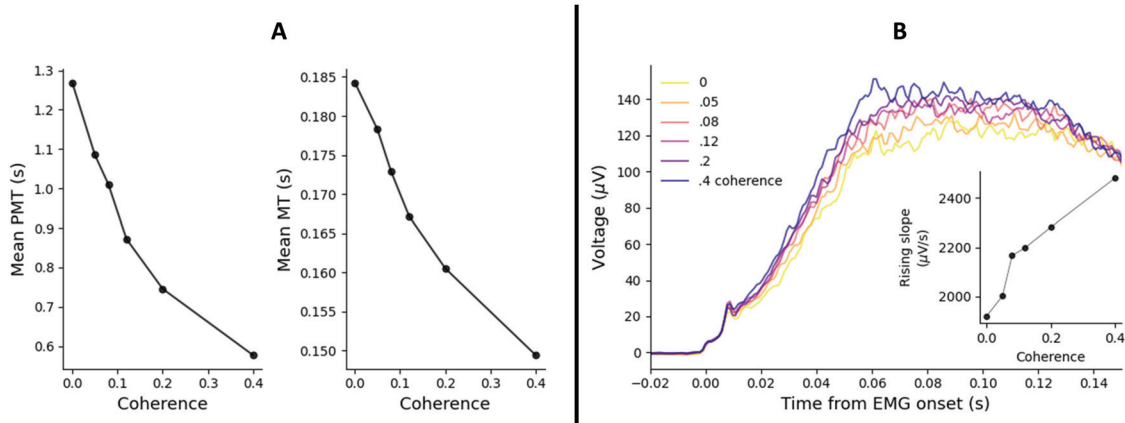 A
Mean PMT (s)
1.3
1.2
1.1
1.0
0.9
0.8
0.7
0.6
0.0 0.1 0.2 0.3 0.4
Coherence
Mean MT (s)
0.185
0.180
0.175
0.170
0.165
0.160
0.155
0.150
0.0 0.1 0.2 0.3 0.4
Coherence
B
Voltage (μV)
140
120
100
80
60
40
20
0
0
.05
.08
.12
.2
.4 coherence
Rising slope
(μV/s)
2400
2200
2000
0.0 0.2 0.4
Coherence
−0.02 0.00 0.02 0.04 0.06 0.08 0.10 0.12 0.14
Time from EMG onset (s)